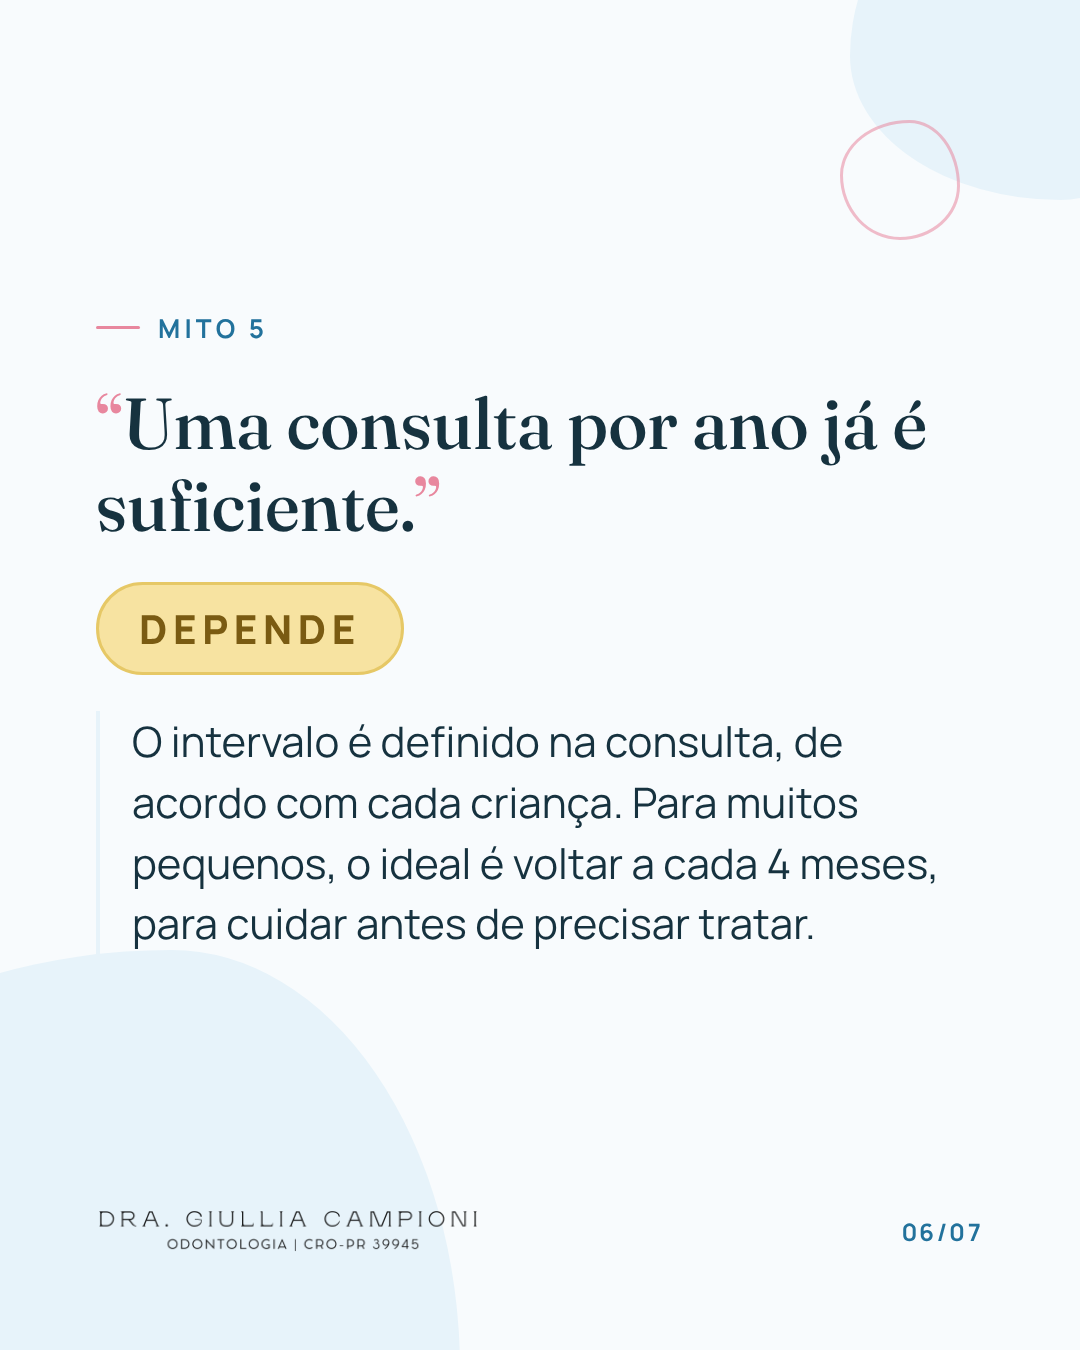 MITO 5
“Uma consulta por ano já é
suficiente.”
DEPENDE
O intervalo é definido na consulta, de
acordo com cada criança. Para muitos
pequenos, o ideal é voltar a cada 4 meses,
para cuidar antes de precisar tratar.
DRA. GIULLIA CAMPIONI
ODONTOLOGIA | CRO-PR 39945
06/07